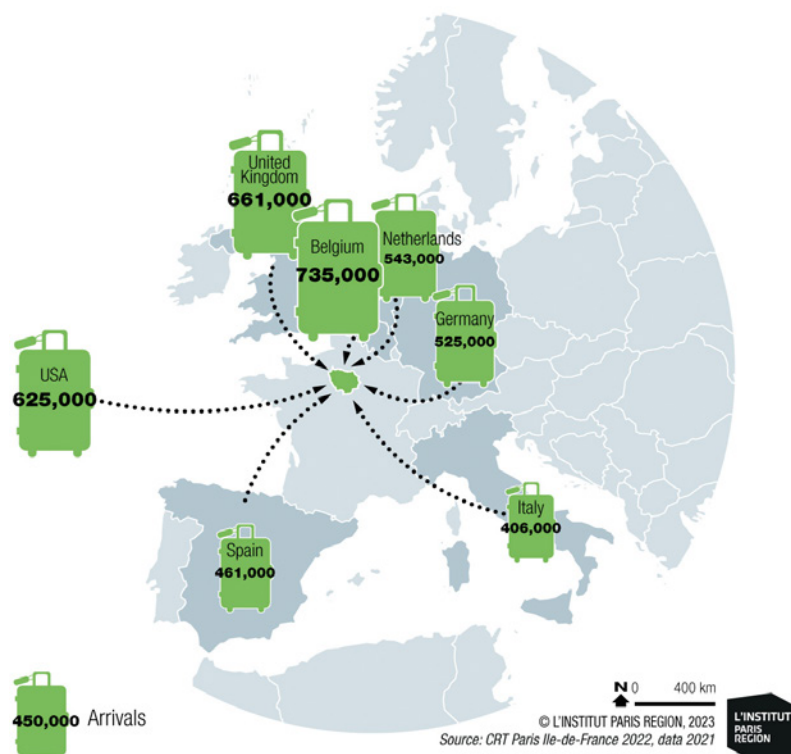 United
Kingdom
661,000
Belgium
735,000
Netherlands
543,000
Germany
525,000
USA
625,000
Spain
461,000
Italy
406,000
450,000 Arrivals
N 0 400 km
© L'INSTITUT PARIS REGION, 2023
Source: CRT Paris Ile-de-France 2022, data 2021
L'INSTITUT
PARIS
REGION